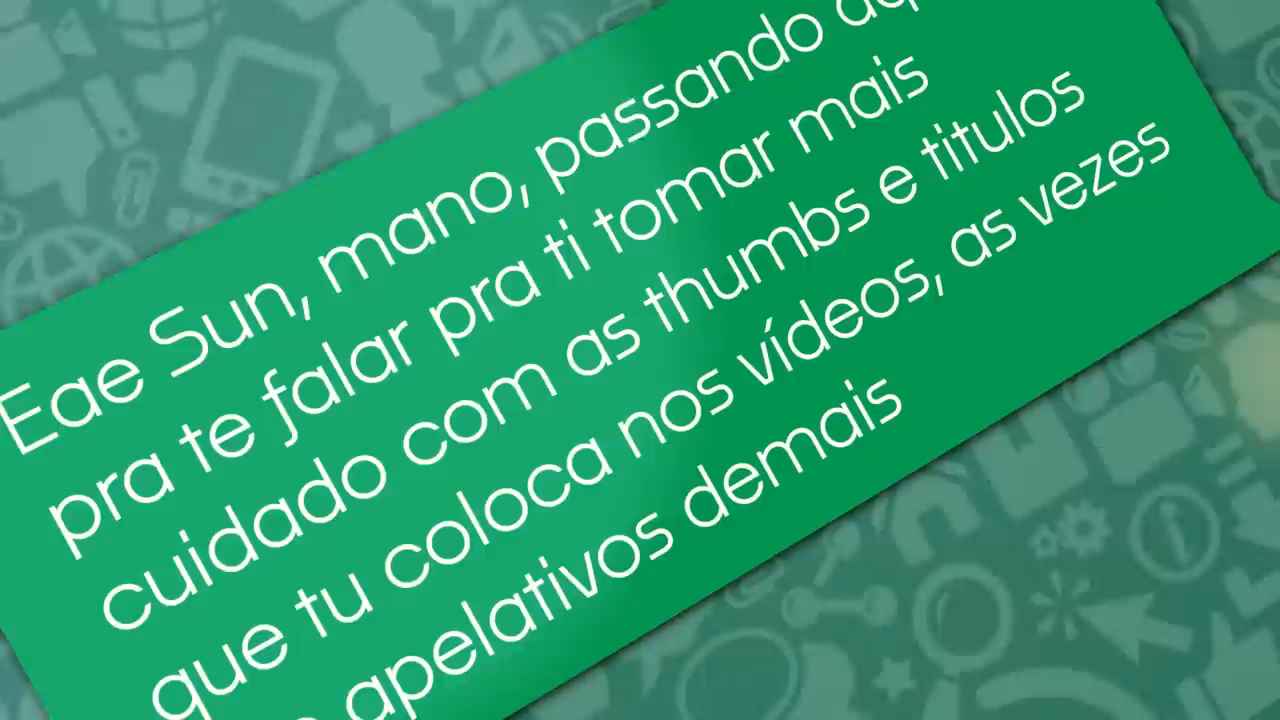 Eae Sun, mano, passando
pra te falar pra ti tomar mais
cuidado com as thumbs e titulos
que tu coloca nos vídeos, as vezes
apelativos demais